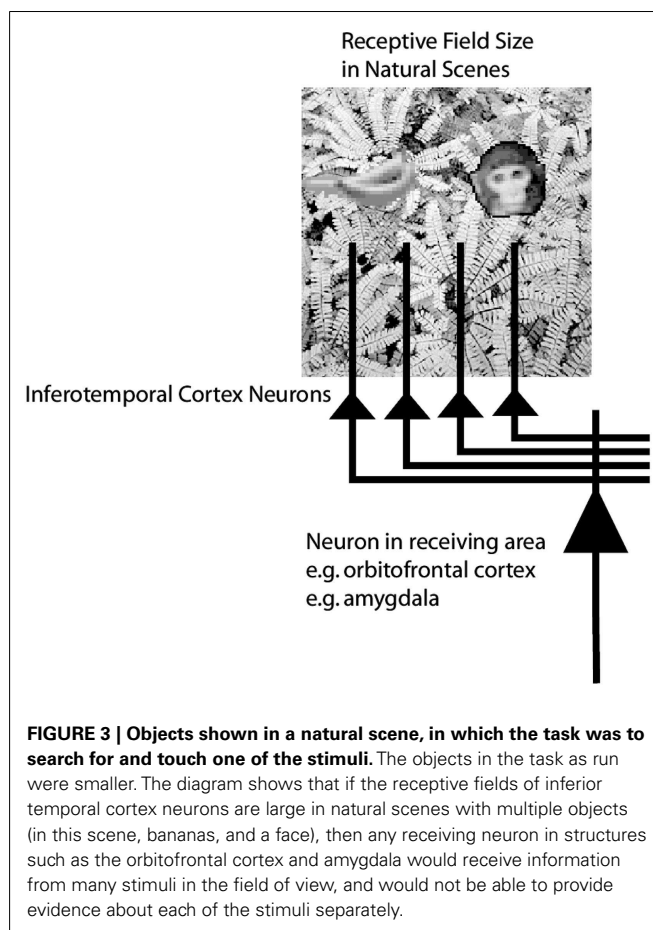 Receptive Field Size
in Natural Scenes
Inferotemporal Cortex Neurons
Neuron in receiving area
e.g. orbitofrontal cortex
e.g. amygdala
FIGURE 3 | Objects shown in a natural scene, in which the task was to
search for and touch one of the stimuli. The objects in the task as run
were smaller. The diagram shows that if the receptive fields of inferior
temporal cortex neurons are large in natural scenes with multiple objects
(in this scene, bananas, and a face), then any receiving neuron in structures
such as the orbitofrontal cortex and amygdala would receive information
from many stimuli in the field of view, and would not be able to provide
evidence about each of the stimuli separately.